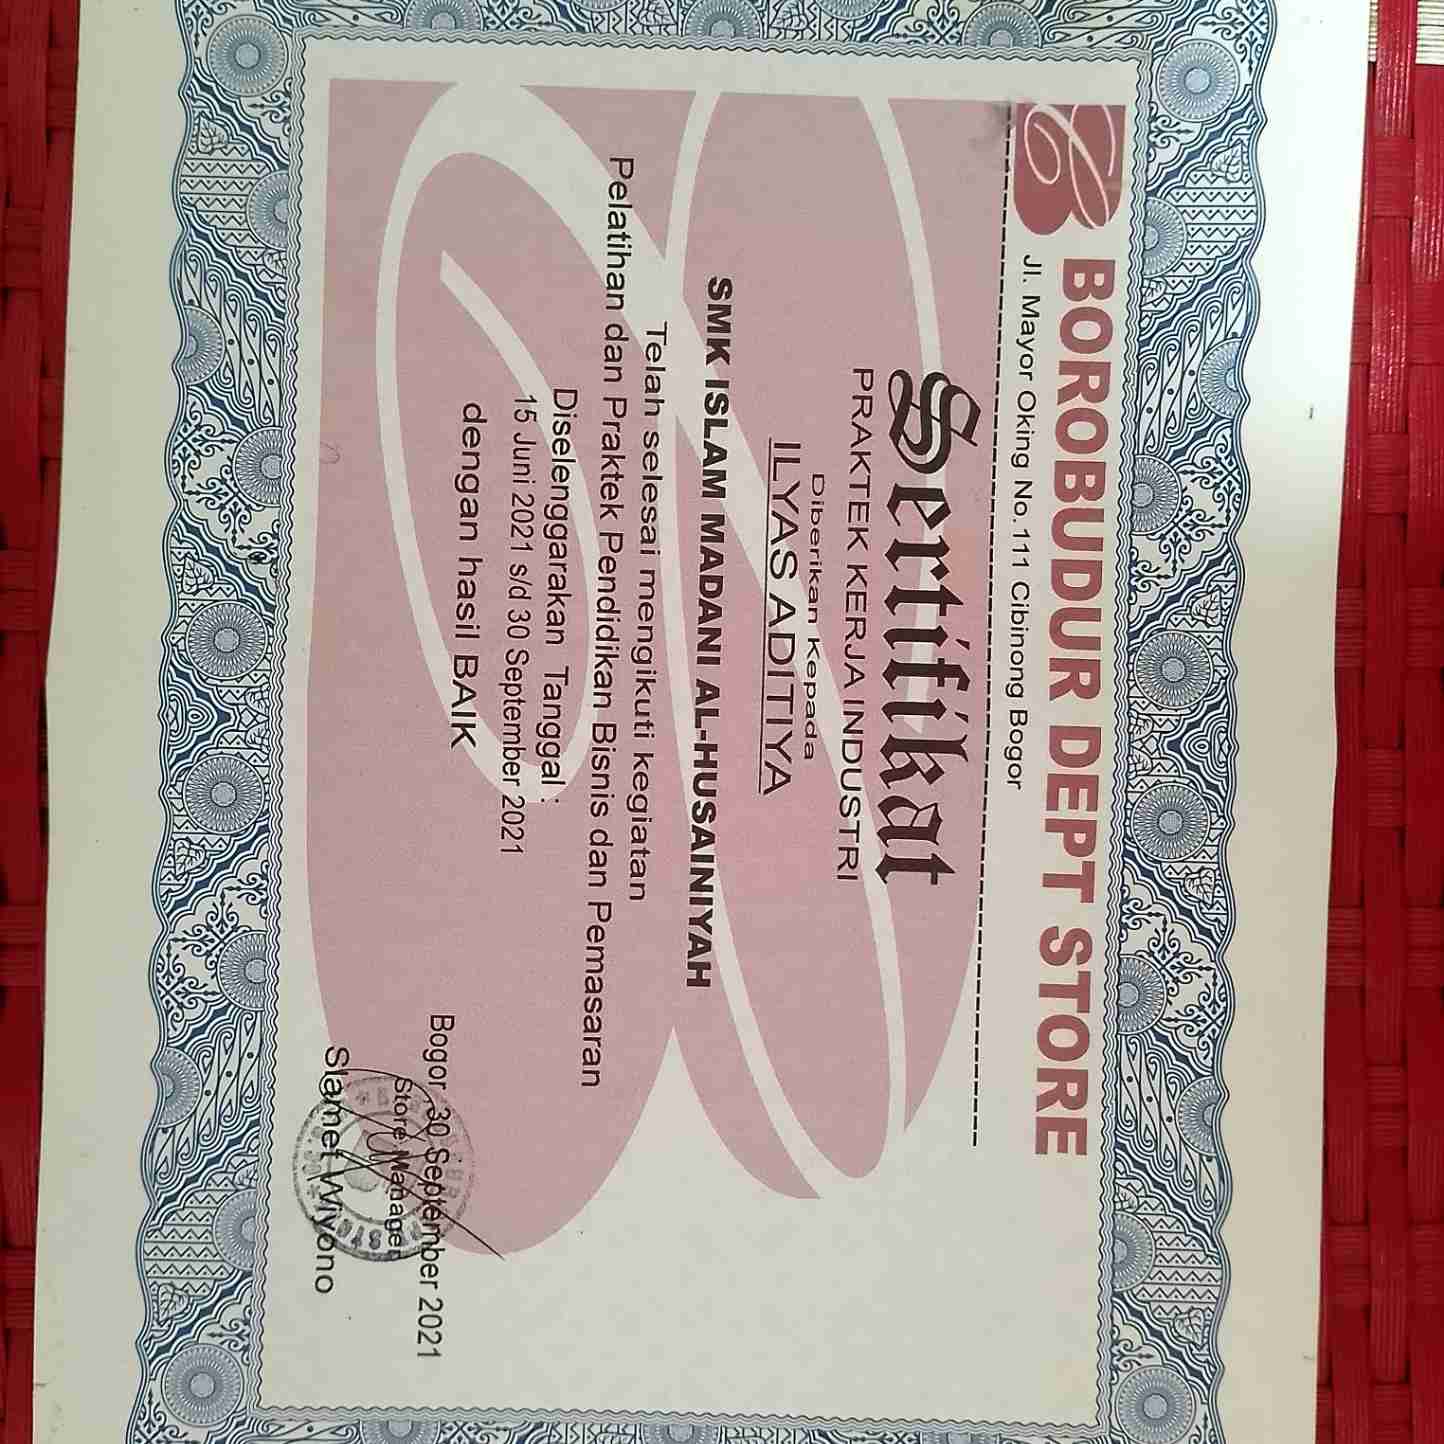 BOROBUDUR DEPT STORE
Jl. Mayor Oking No.111 Cibinong Bogor
Sertifikat
PRAKTEK KERJA INDUSTRI
Diberikan Kepada
ILYAS ADITIYA
SMK ISLAM MADANI AL-HUSAINIYAH
Telah selesai mengikuti kegiatan
Pelatihan dan Praktek Pendidikan Bisnis dan Pemasaran
Diselenggarakan Tanggal :
15 Juni 2021 s/d 30 September 2021
dengan hasil BAIK
Bogor, 30 September 2021
Store Manager
Slamet Wiyono